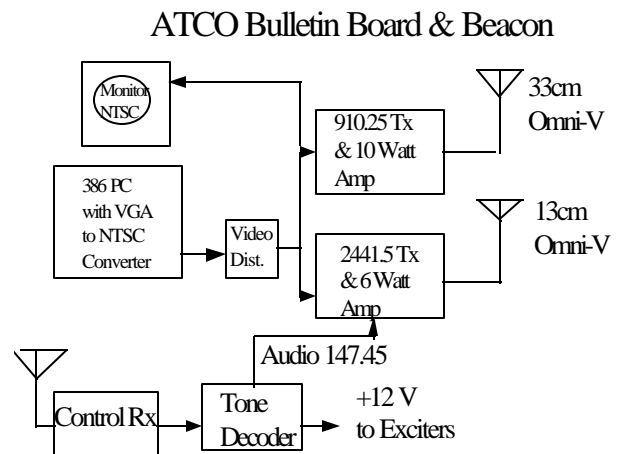 ATCO Bulletin Board & Beacon
Monitor
NTSC
910.25 Tx
& 10 Watt
Amp
33cm
Omni-V
386 PC
with VGA
to NTSC
Converter
Video
Dist.
2441.5 Tx
& 6 Watt
Amp
13cm
Omni-V
Audio 147.45
Control Rx
Tone
Decoder
+12 V
to Exciters